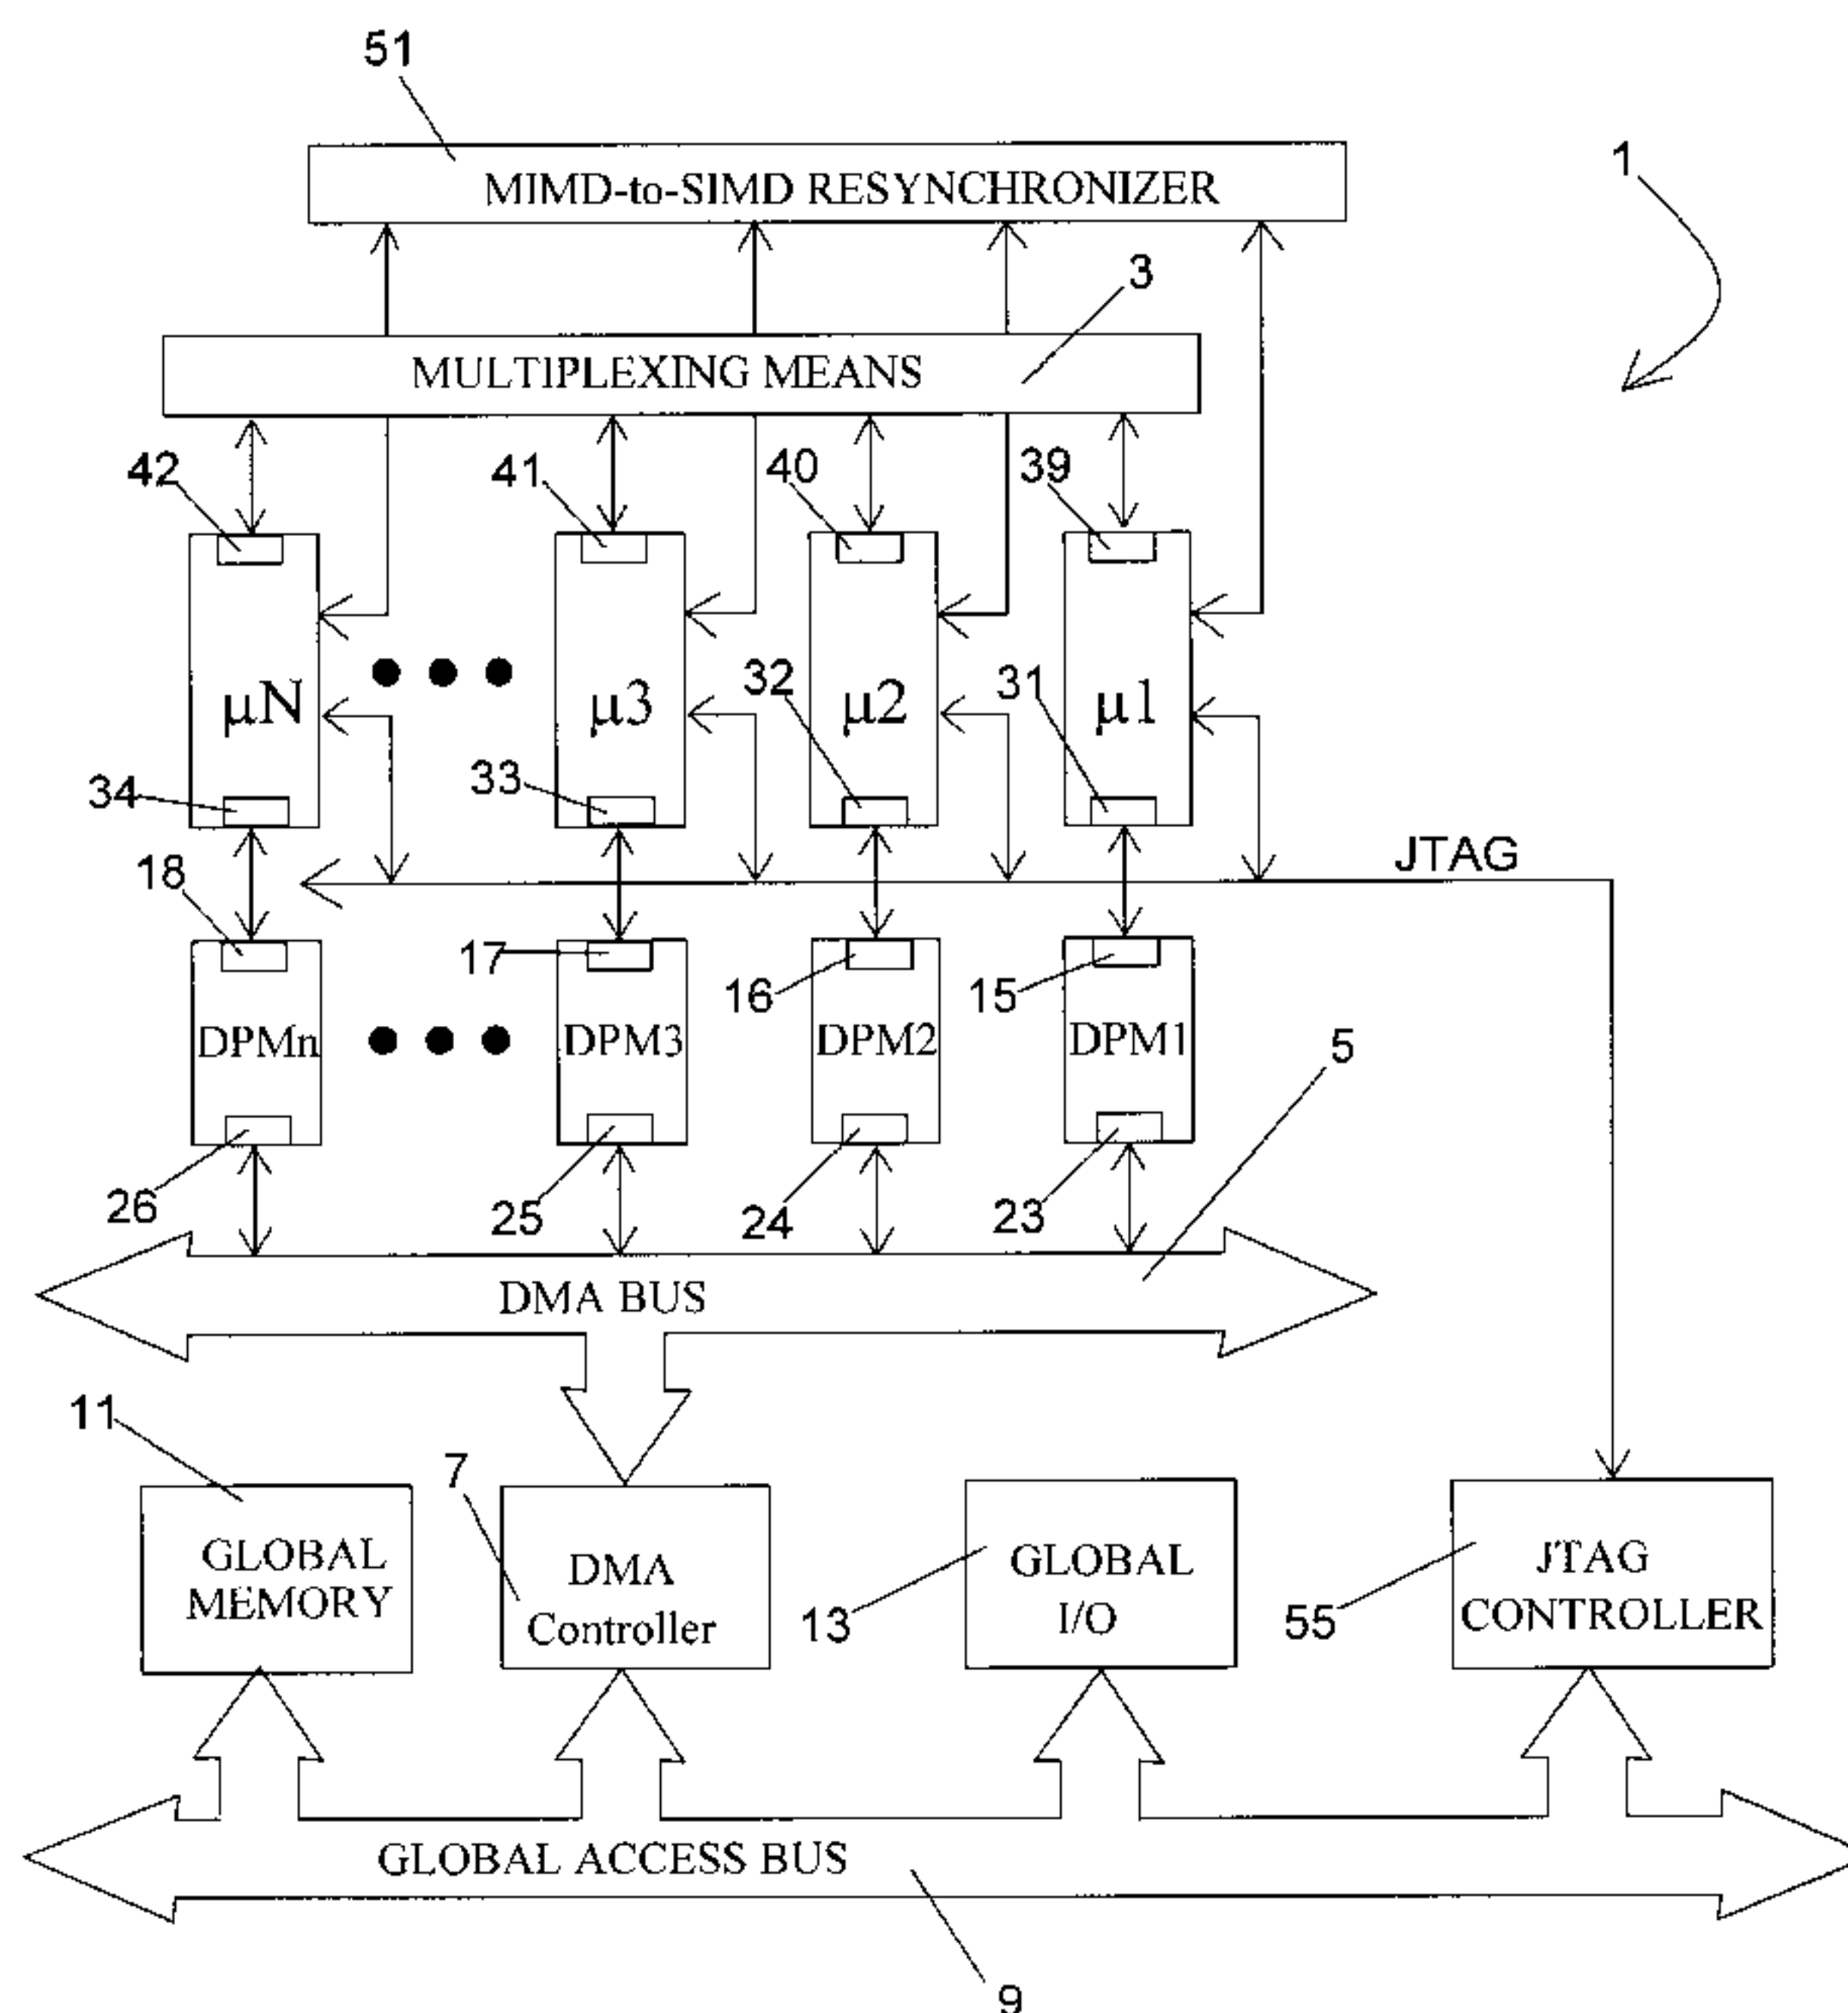 51
MIMD-to-SIMD RESYNCHRONIZER
1
3
MULTIPLEXING MEANS
42
41
40
39
µN
µ3
32
µ2
31
µ1
34
33
JTAG
18
17
16
15
DPMn
DPM3
DPM2
DPM1
5
26
25
24
23
DMA BUS
11
7
GLOBAL
MEMORY
DMA
Controller
13
GLOBAL
I/O
55
JTAG
CONTROLLER
GLOBAL ACCESS BUS
9